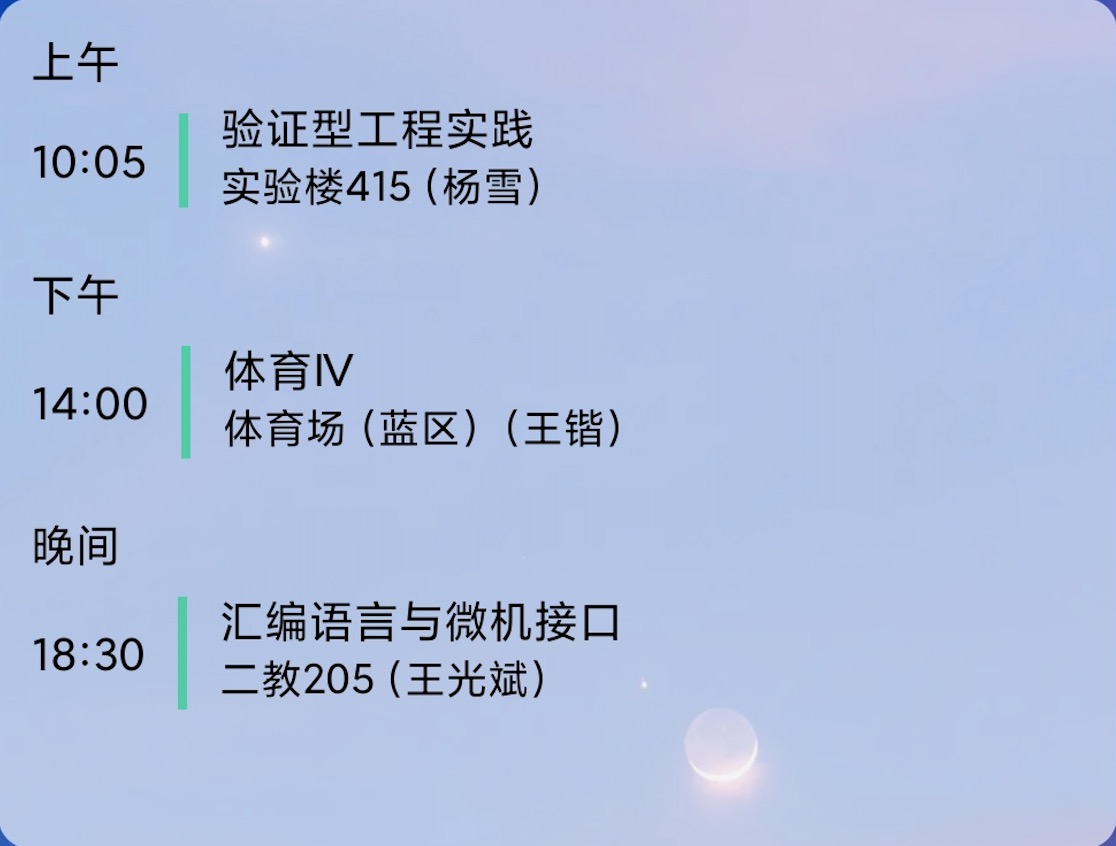 上午
10:05
验证型工程实践
实验楼415（杨雪）
下午
14:00
体育Ⅳ
体育场（蓝区）（王锴）
晚间
18:30
汇编语言与微机接口
二教205（王光斌）